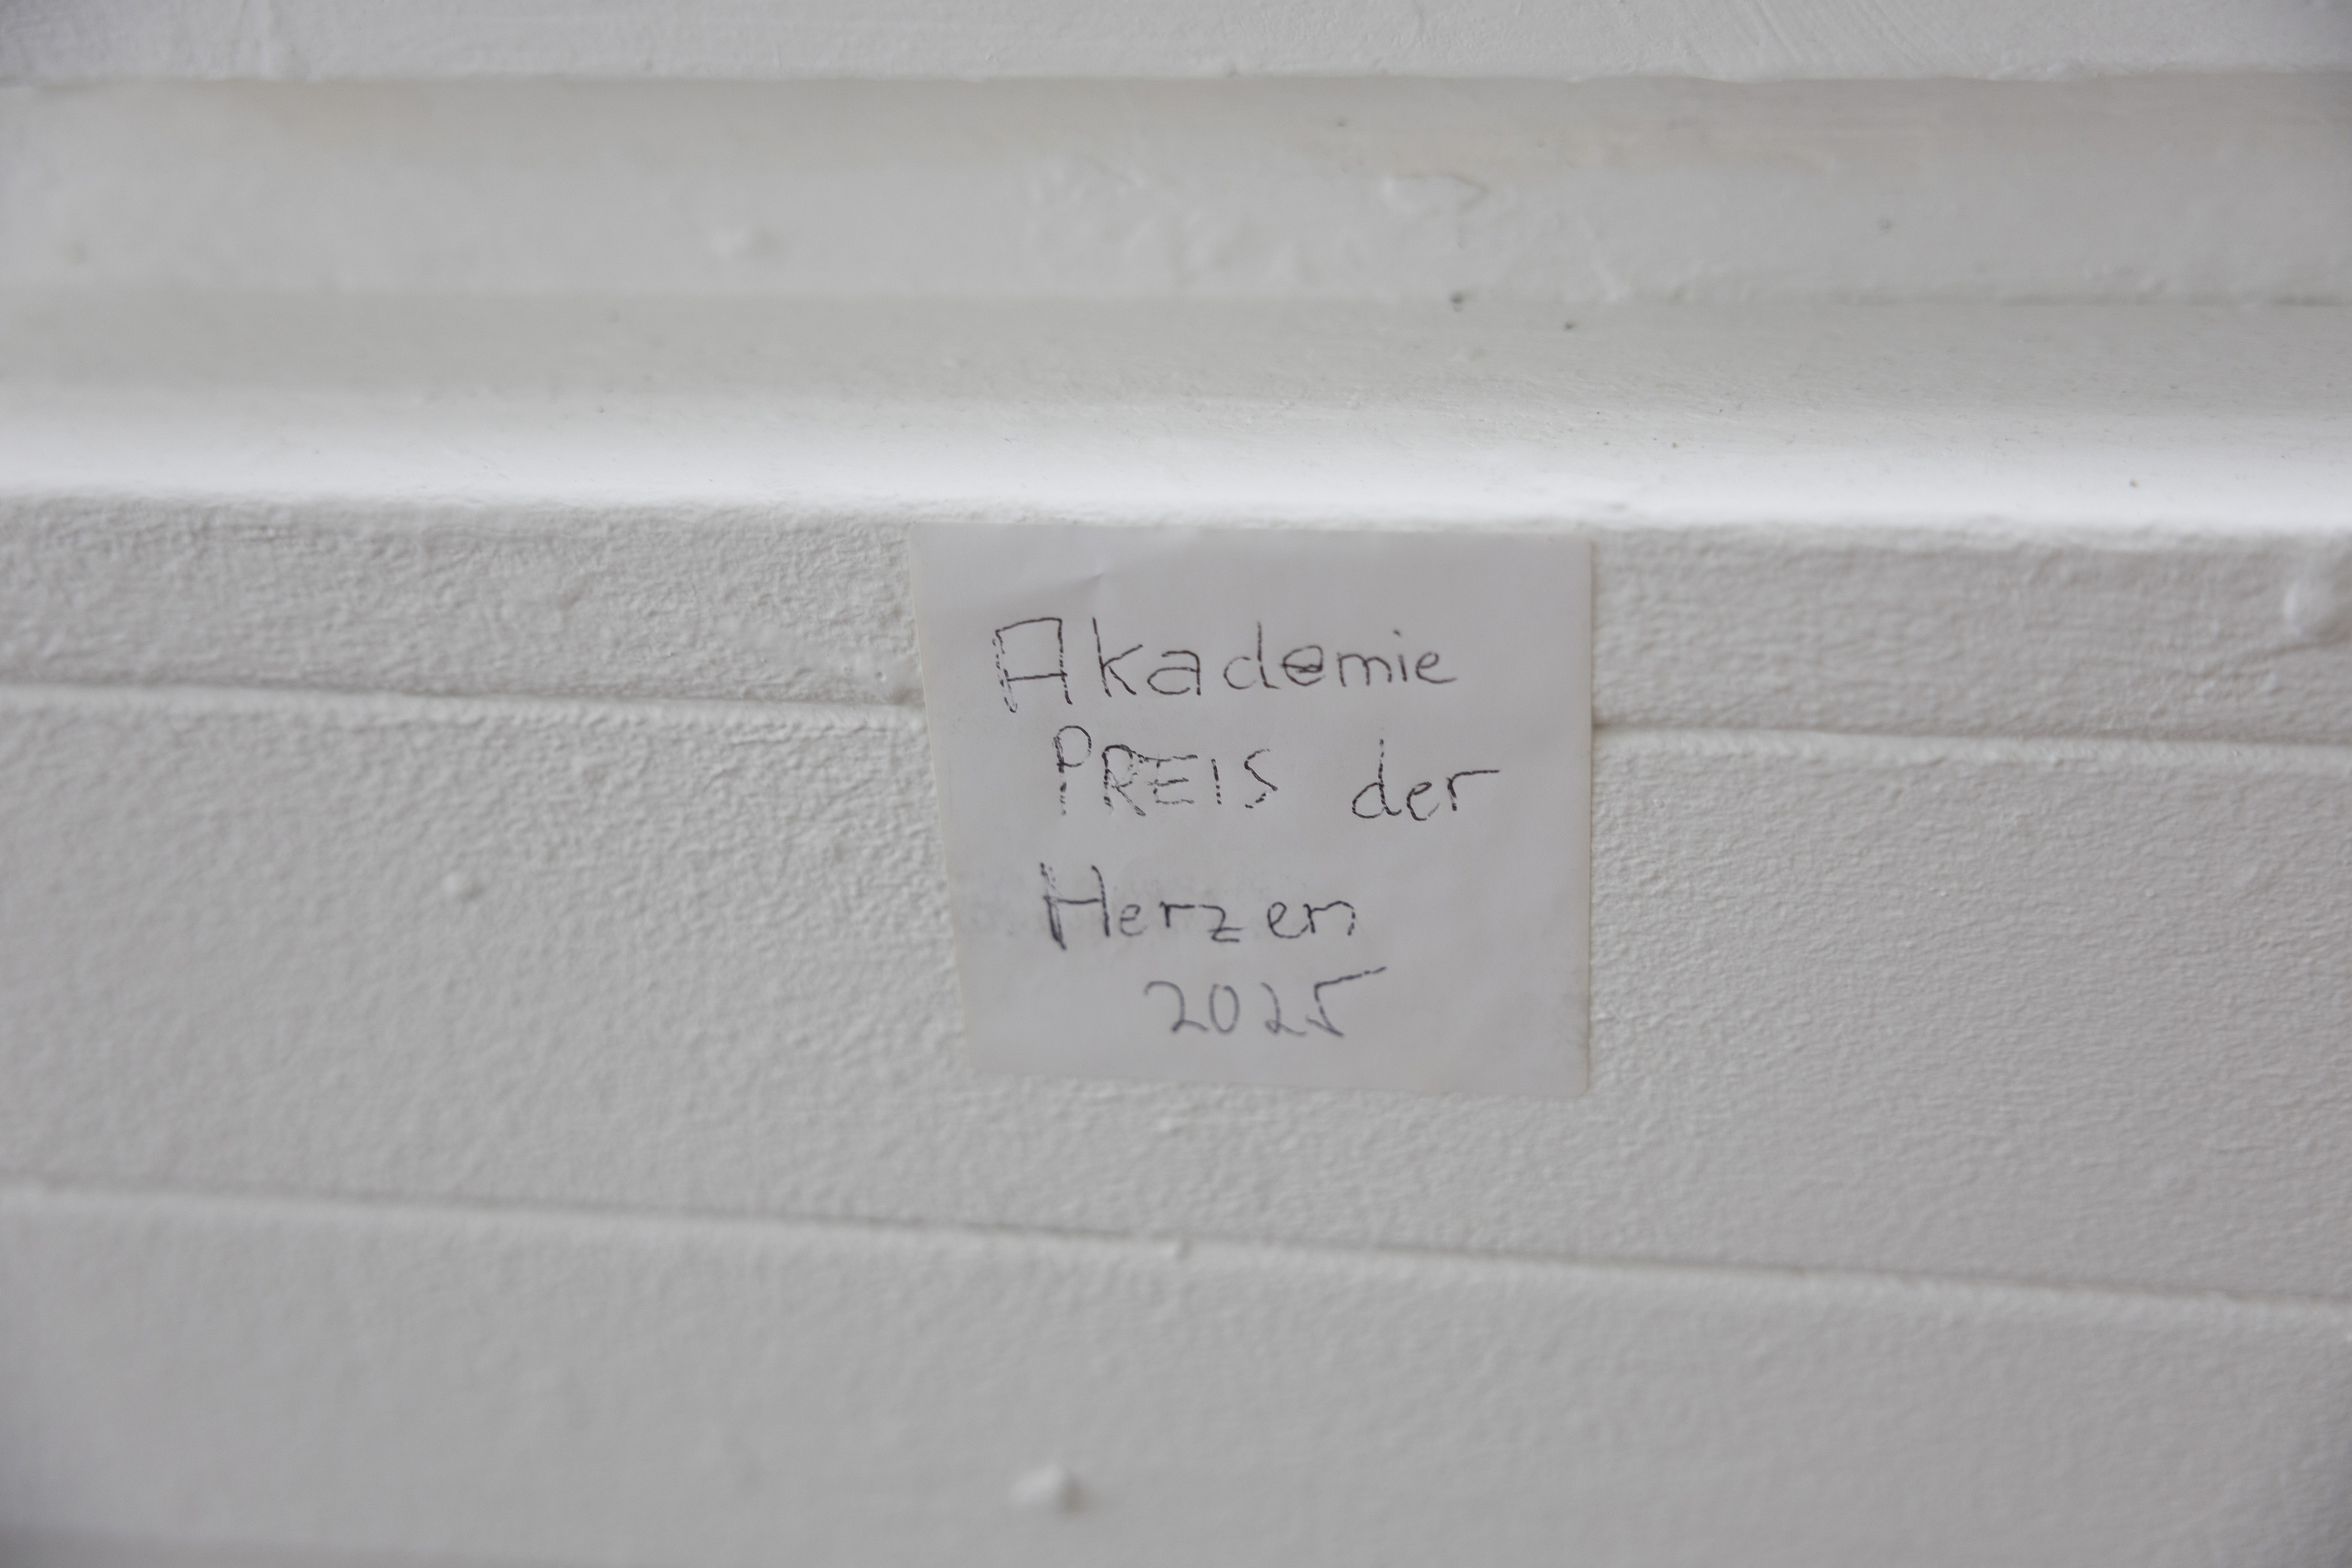 Akademie
PREIS der
Herzen
2025